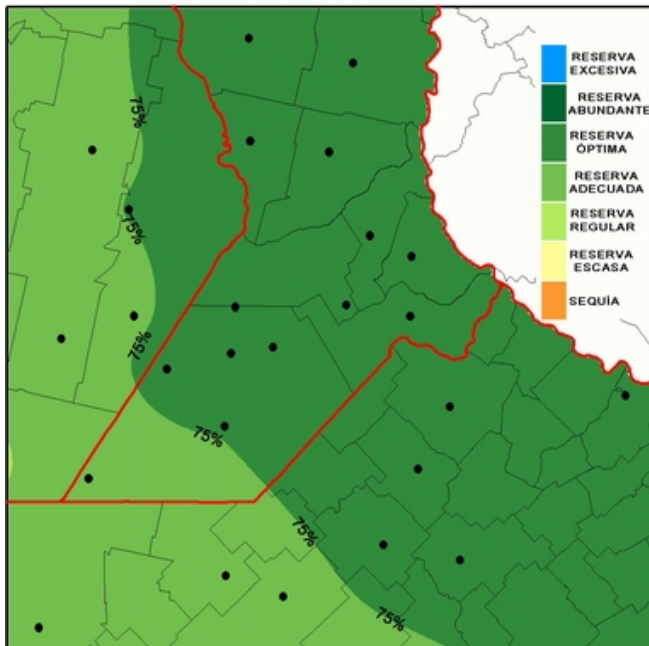 RESERVA
EXCESIVA
RESERVA
ABUNDANTE
RESERVA
ÓPTIMA
RESERVA
ADECUADA
RESERVA
REGULAR
RESERVA
ESCASA
SEQUÍA
75%
75%
75%
75%
75%
75%